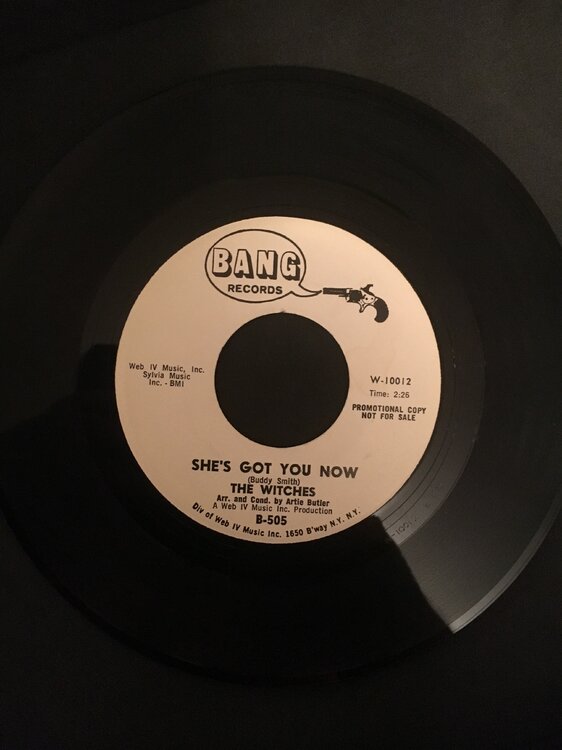 BANG
RECORDS
Web IV Music, Inc.
Sylvia Music
Inc. - BMI
W-10012
Time: 2:26
PROMOTIONAL COPY
NOT FOR SALE
SHE'S GOT YOU NOW
(Buddy Smith)
THE WITCHES
Arr. and Cond. by Artie Butler
A Web IV Music Inc. Production
B-505
Div of Web IV Music Inc. 1650 B'way N.Y. N.Y.